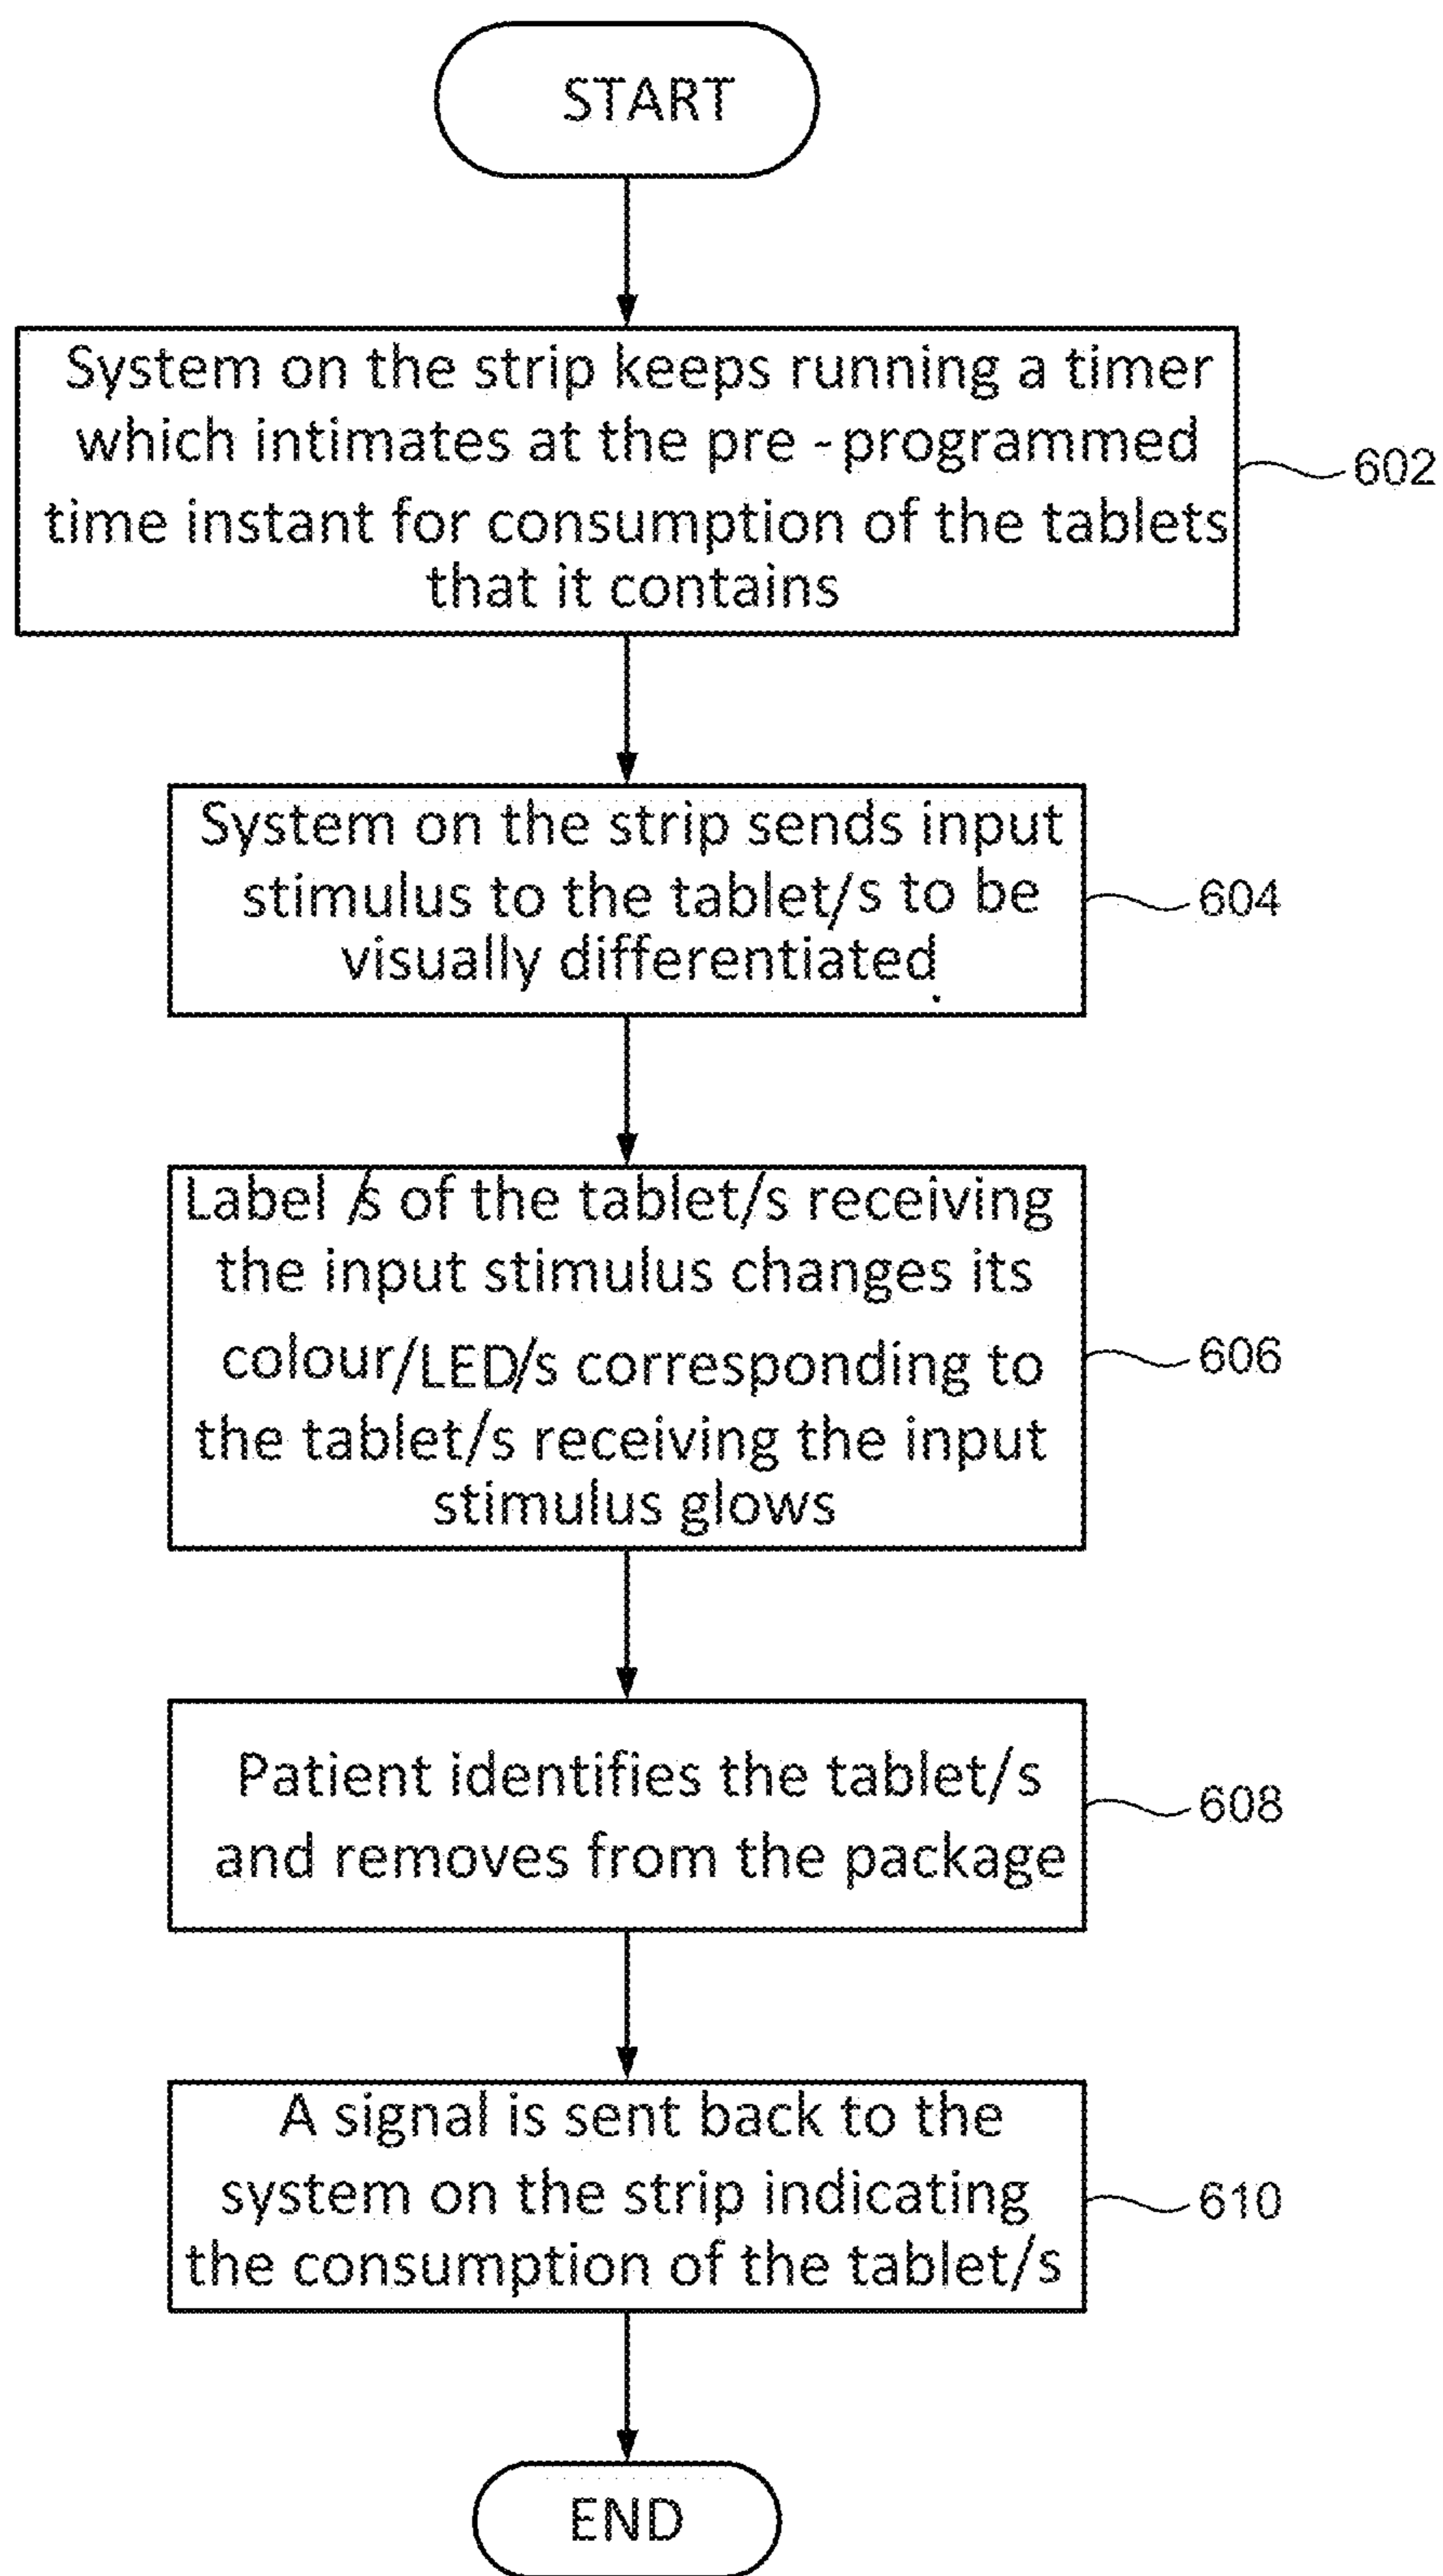 START
System on the strip keeps running a timer
which intimates at the pre - programmed
time instant for consumption of the tablets
that it contains
602
System on the strip sends input
stimulus to the tablet/s to be
visually differentiated.
604
Label /s of the tablet/s receiving
the input stimulus changes its
colour/LED/s corresponding to
the tablet/s receiving the input
stimulus glows
606
Patient identifies the tablet/s
and removes from the package
608
A signal is sent back to the
system on the strip indicating
the consumption of the tablet/s
610
END